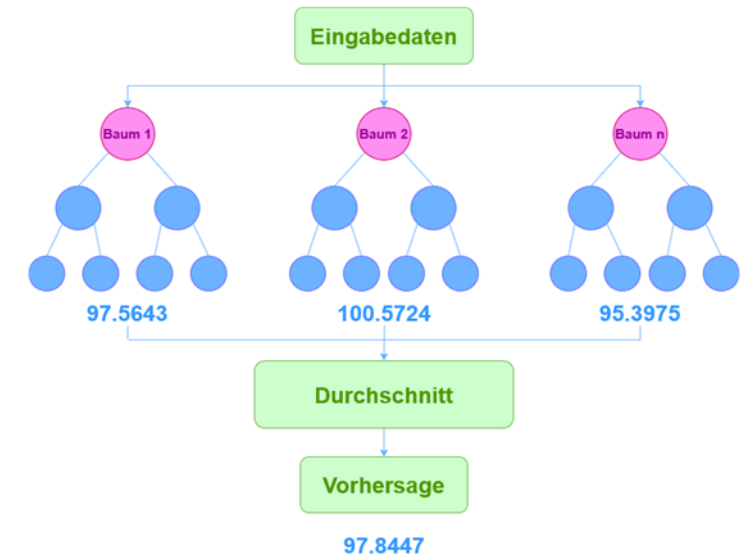 Eingabedaten
Baum 1
Baum 2
Baum n
97.5643
100.5724
95.3975
Durchschnitt
Vorhersage
97.8447